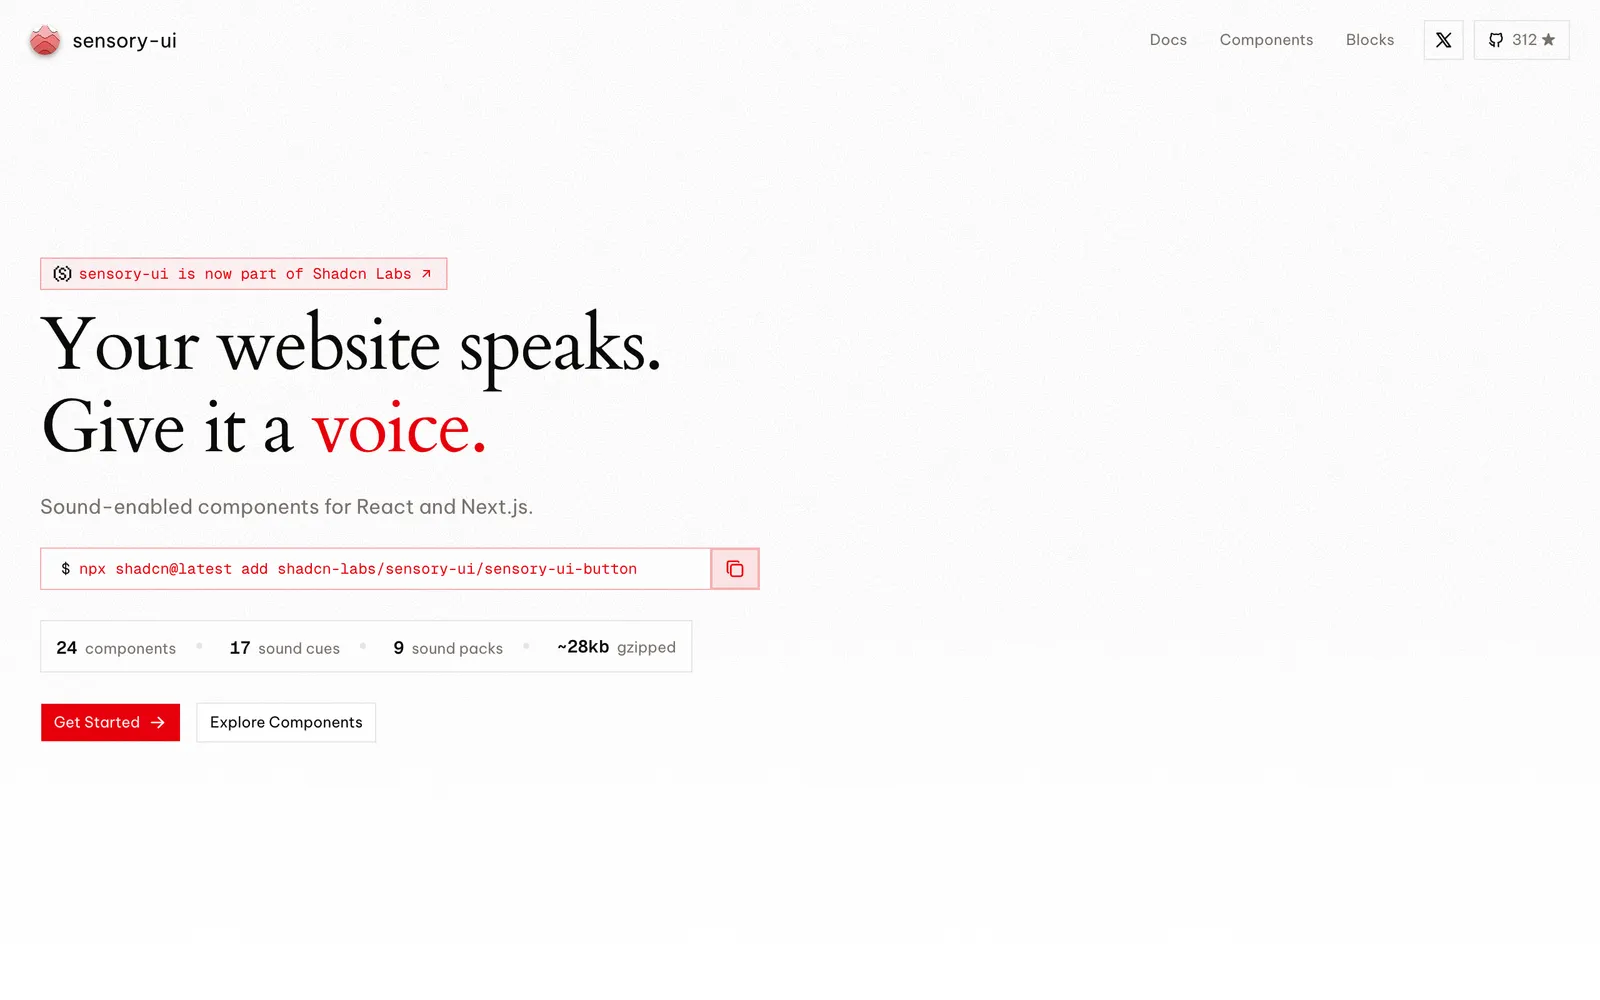 sensory-ui
Docs
Components
Blocks
312
sensory-ui is now part of Shadcn Labs
Your website speaks.
Give it a voice.
Sound-enabled components for React and Next.js.
$ npx shadcn@latest add shadcn-labs/sensory-ui/sensory-ui-button
24 components 17 sound cues 9 sound packs ~28kb gzipped
Get Started
Explore Components